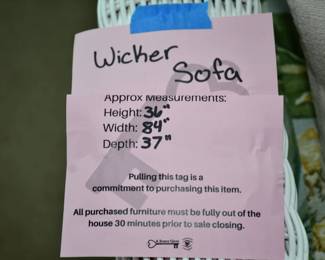 Wicker
Sofa
Approx Measurements:
Height: 36"
Width: 84"
Depth: 37"
Pulling this tag is a
commitment to purchasing this item.
All purchased furniture must be fully out of the
house 30 minutes prior to sale closing.